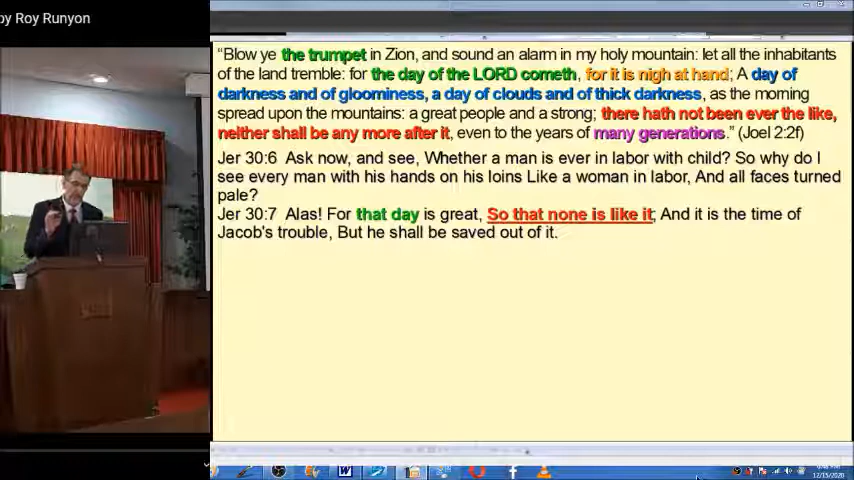 by Roy Runyon
“Blow ye the trumpet in Zion, and sound an alarm in my holy mountain: let all the inhabitants
of the land tremble: for the day of the LORD cometh, for it is nigh at hand; A day of
darkness and of gloominess, a day of clouds and of thick darkness, as the morning
spread upon the mountains: a great people and a strong; there hath not been ever the like,
neither shall be any more after it, even to the years of many generations.” (Joel 2:2f)
Jer 30:6 Ask now, and see, Whether a man is ever in labor with child? So why do I
see every man with his hands on his loins Like a woman in labor, And all faces turned
pale?
Jer 30:7 Alas! For that day is great, So that none is like it; And it is the time of
Jacob's trouble, But he shall be saved out of it.
12/15/2020